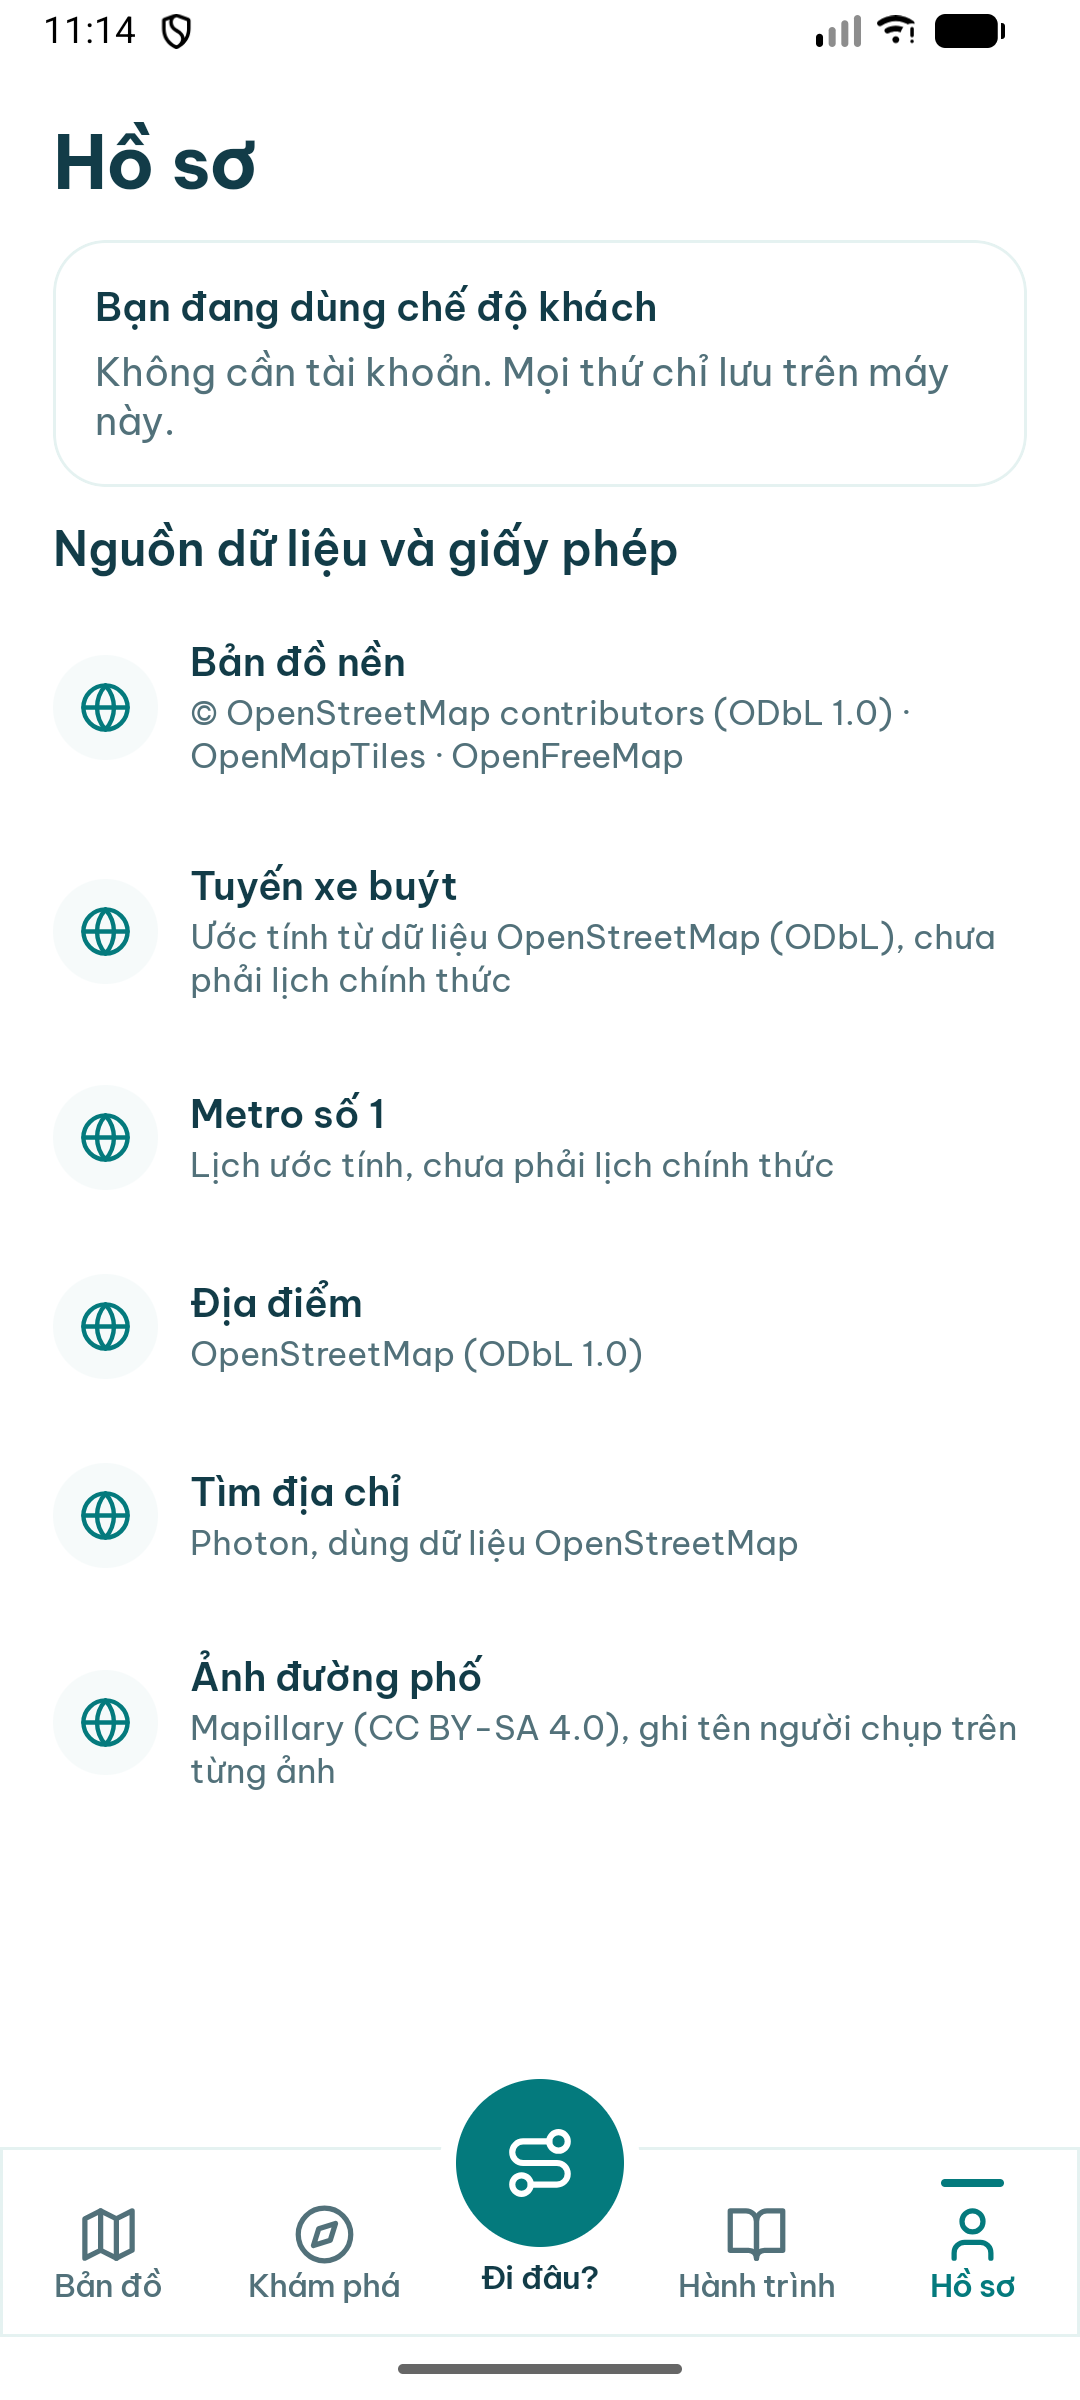 11:14
Hồ sơ
Bạn đang dùng chế độ khách
Không cần tài khoản. Mọi thứ chỉ lưu trên máy
này.
Nguồn dữ liệu và giấy phép
Bản đồ nền
© OpenStreetMap contributors (ODbL 1.0) ·
OpenMapTiles · OpenFreeMap
Tuyến xe buýt
Ước tính từ dữ liệu OpenStreetMap (ODbL), chưa
phải lịch chính thức
Metro số 1
Lịch ước tính, chưa phải lịch chính thức
Địa điểm
OpenStreetMap (ODbL 1.0)
Tìm địa chỉ
Photon, dùng dữ liệu OpenStreetMap
Ảnh đường phố
Mapillary (CC BY-SA 4.0), ghi tên người chụp trên
từng ảnh
Bản đồ
Khám phá
Đi đâu?
Hành trình
Hồ sơ